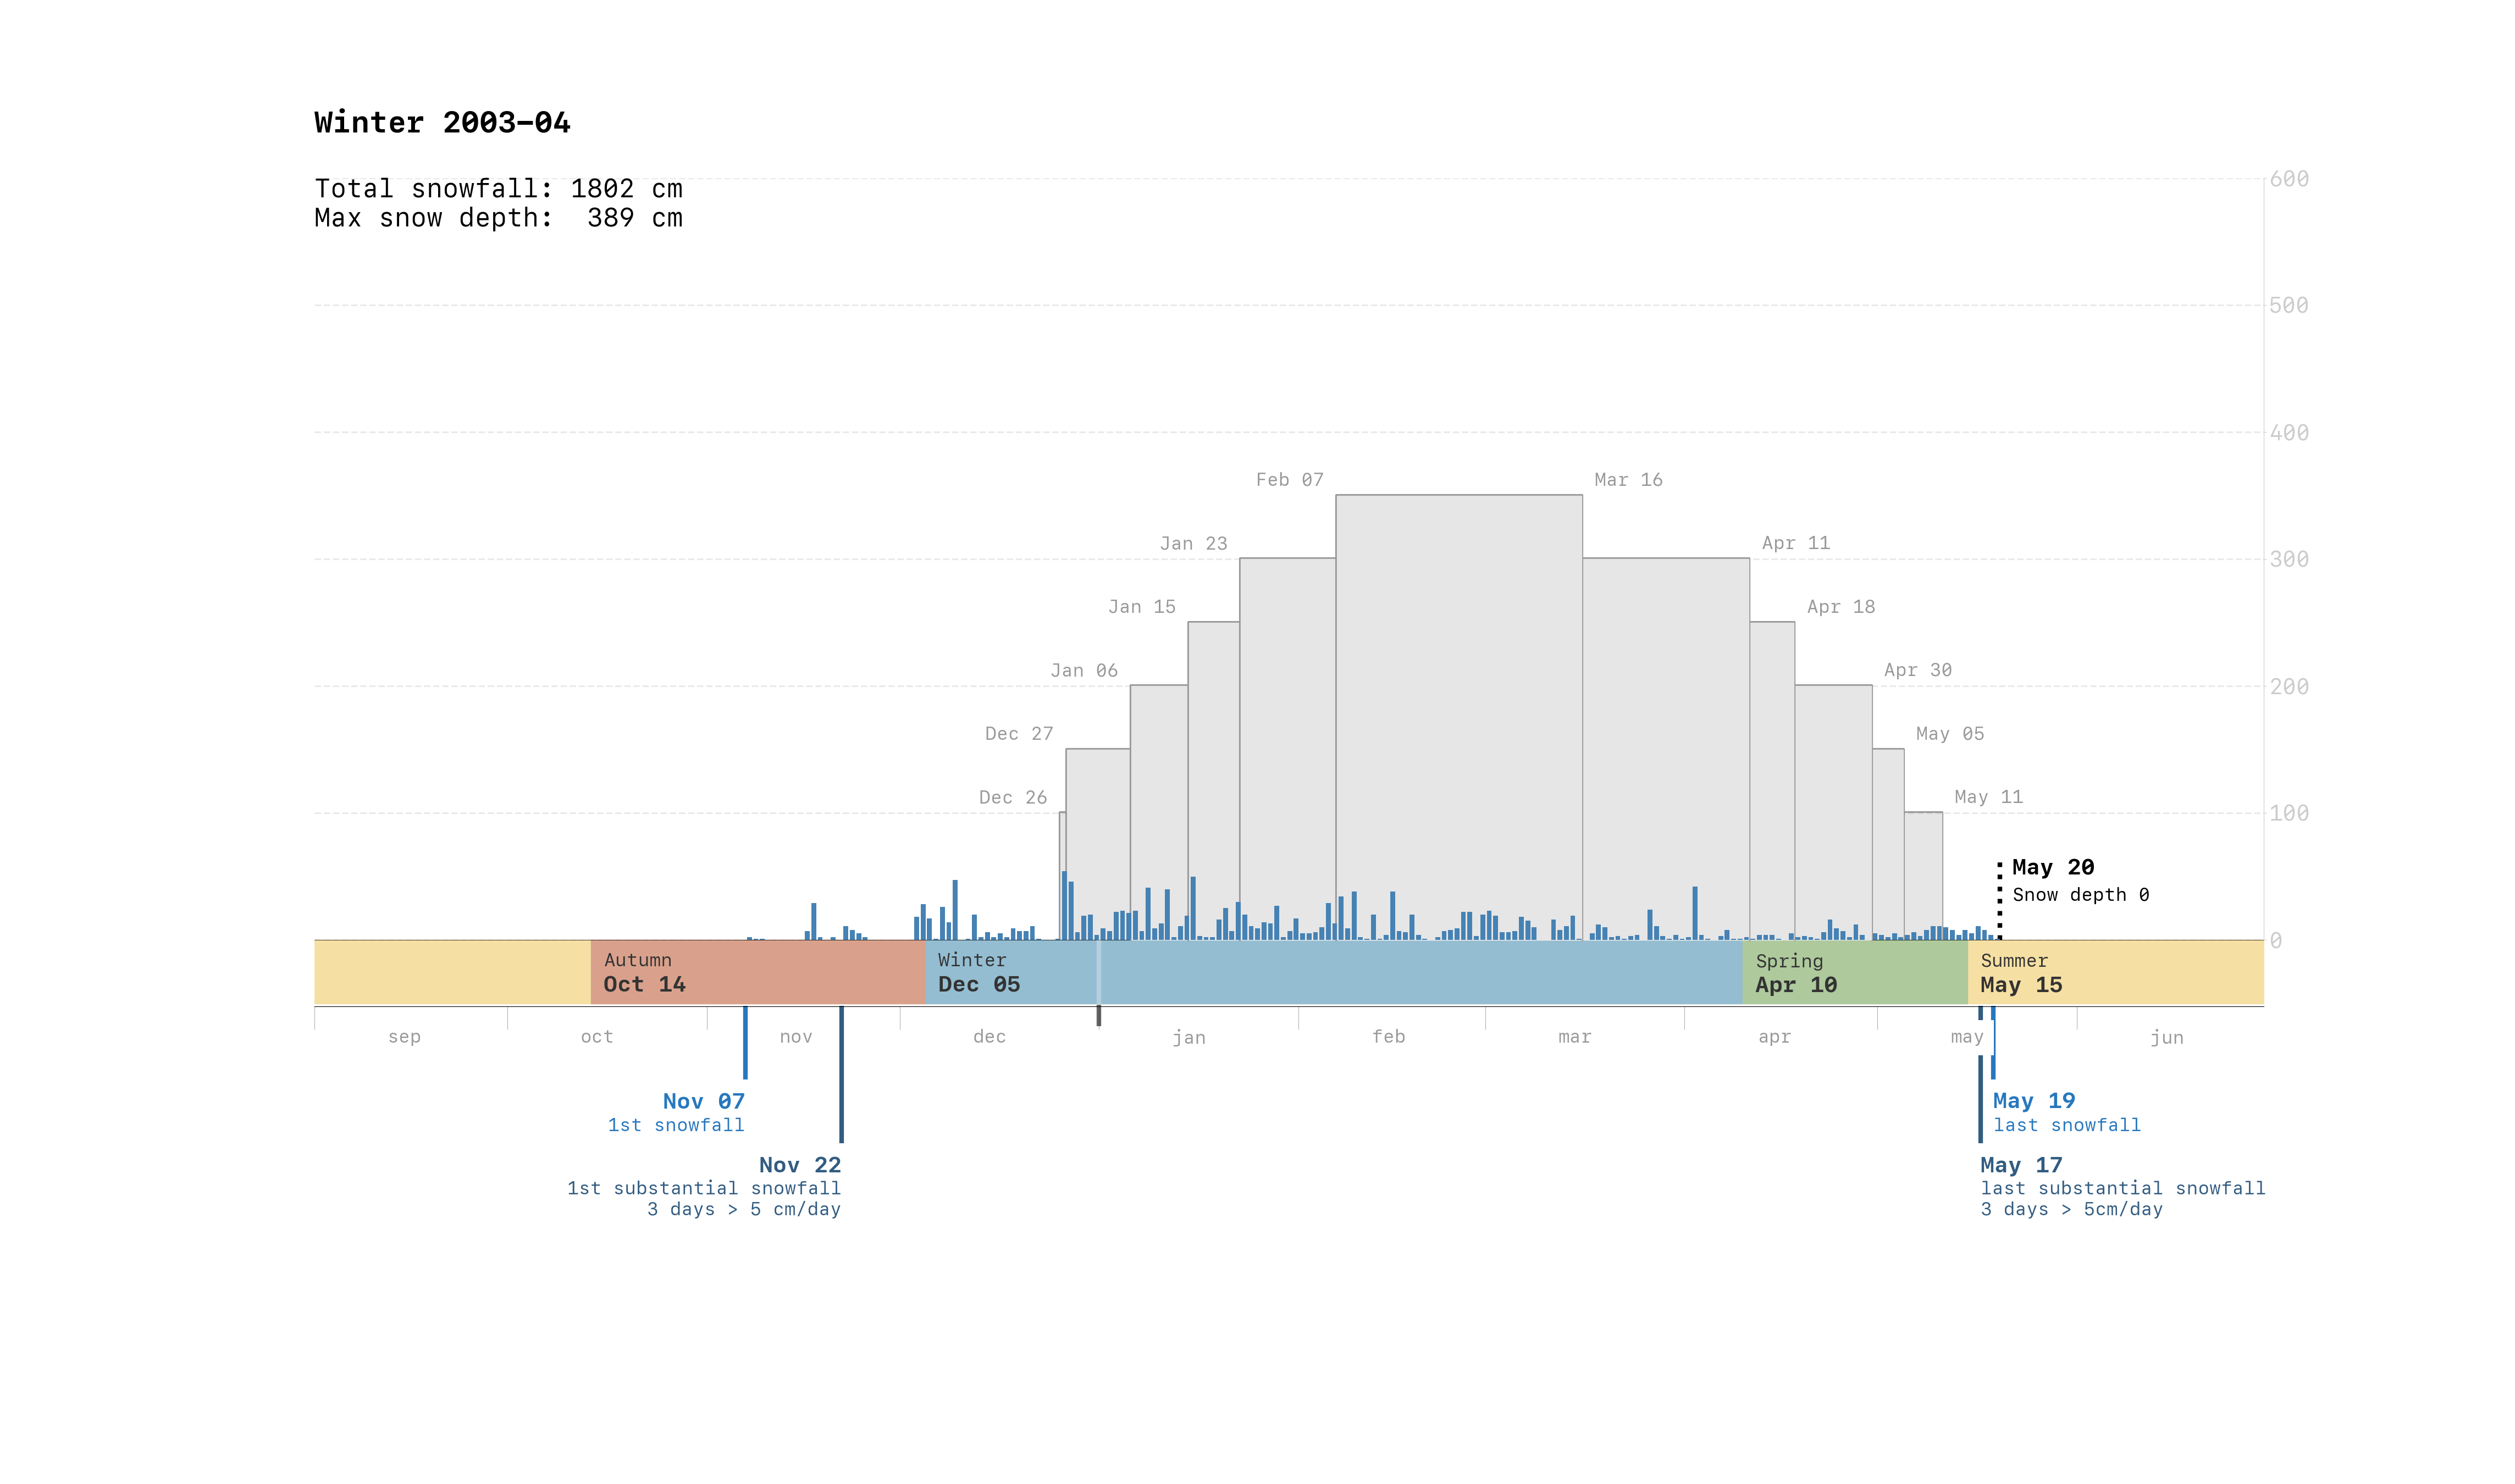 Winter 2003–04
Total snowfall: 1802 cm
Max snow depth:  389 cm
600
500
400
300
200
100
0
Feb 07
Mar 16
Jan 23
Apr 11
Jan 15
Apr 18
Jan 06
Apr 30
Dec 27
May 05
Dec 26
May 11
May 20
Snow depth 0
Autumn
Oct 14
Winter
Dec 05
Spring
Apr 10
Summer
May 15
sep
oct
nov
dec
jan
feb
mar
apr
may
jun
Nov 07
1st snowfall
Nov 22
1st substantial snowfall
3 days > 5 cm/day
May 19
last snowfall
May 17
last substantial snowfall
3 days > 5cm/day